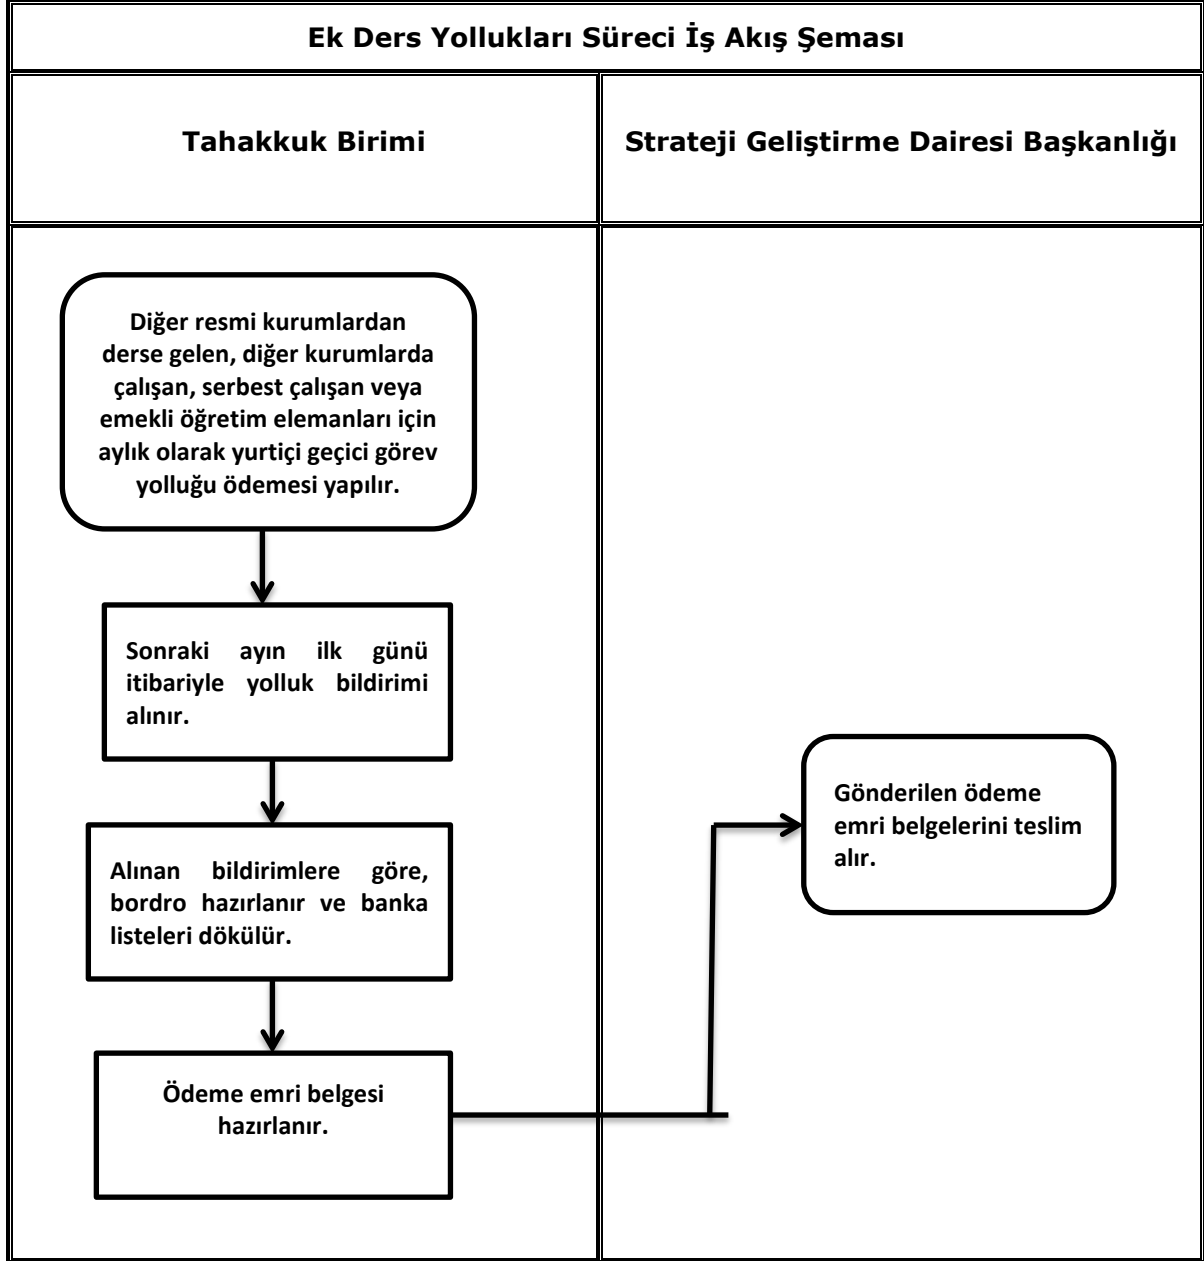 Ek Ders Yollukları Süreci İş Akış Şeması
Tahakkuk Birimi
Strateji Geliştirme Dairesi Başkanlığı
Diğer resmi kurumlardan
derse gelen, diğer kurumlarda
çalışan, serbest çalışan veya
emekli öğretim elemanları için
aylık olarak yurtiçi geçici görev
yolluğu ödemesi yapılır.
Sonraki ayın ilk günü
itibariyle yolluk bildirimi
alınır.
Alınan bildirimlere göre,
bordro hazırlanır ve banka
listeleri dökülür.
Ödeme emri belgesi
hazırlanır.
Gönderilen ödeme
emri belgelerini teslim
alır.